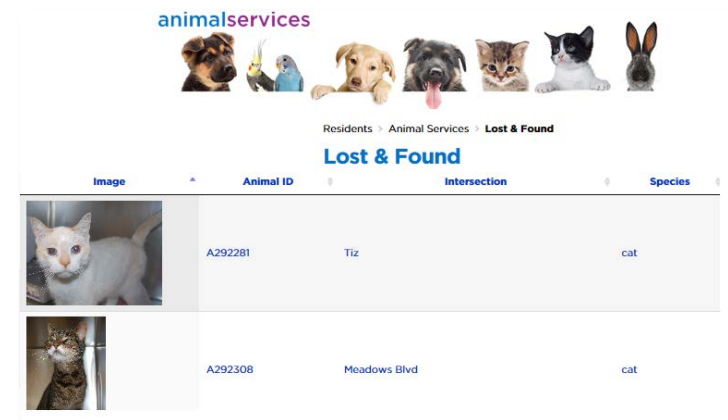 animalservices
Residents > Animal Services > Lost & Found
Lost & Found
Image Animal ID Intersection Species
A292281 Tiz cat
A292308 Meadows Blvd cat